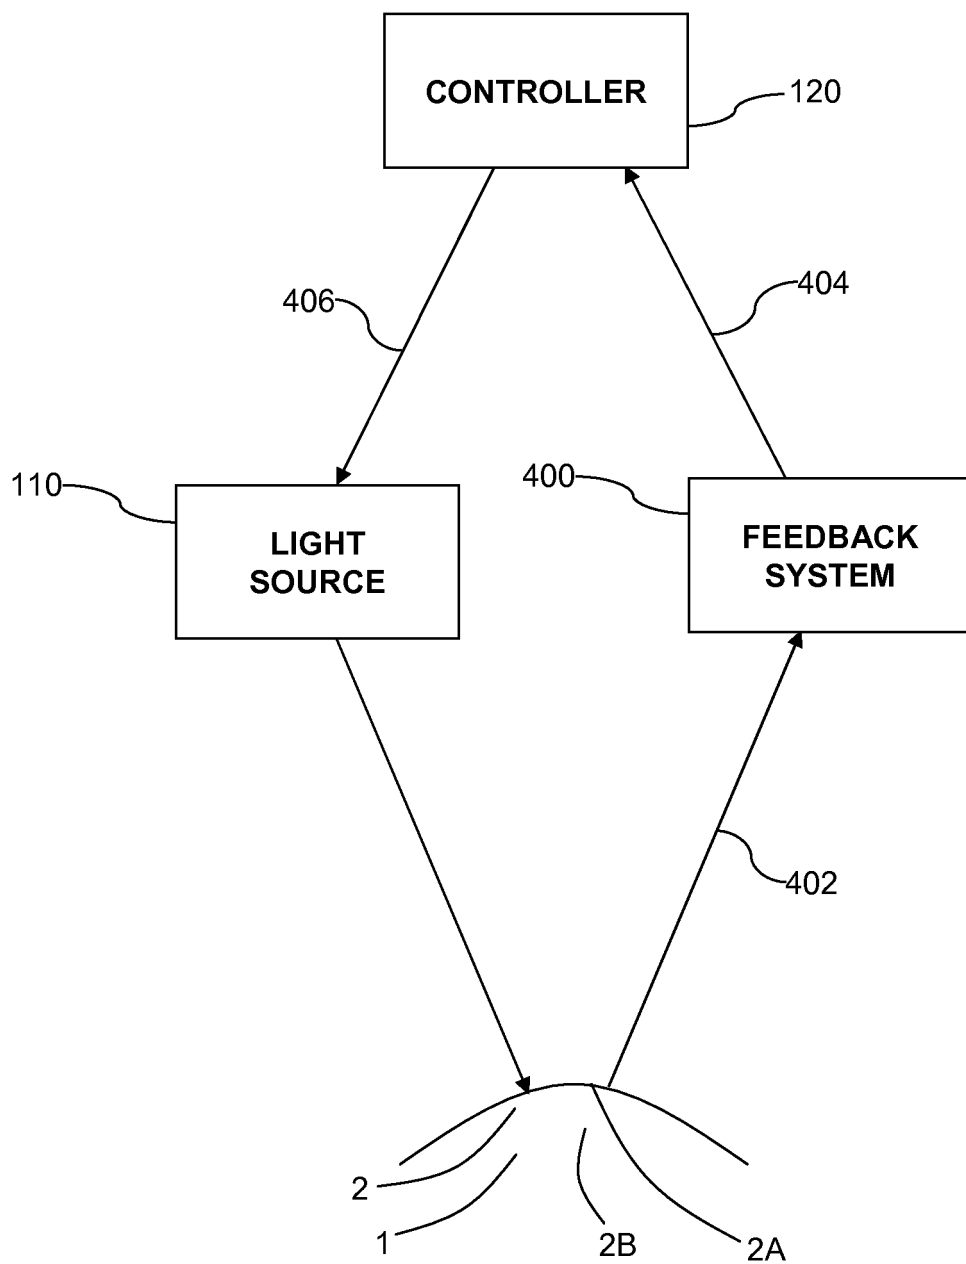 CONTROLLER
120
406
404
110
400
LIGHT
SOURCE
FEEDBACK
SYSTEM
402
2
1
2B
2A